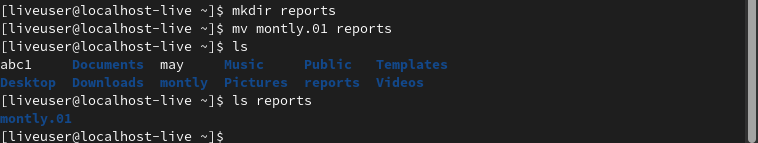 [liveuser@localhost-live ~]$ mkdir reports
[liveuser@localhost-live ~]$ mv montly.01 reports
[liveuser@localhost-live ~]$ ls
abc1     Documents  may     Music     Public   Templates
Desktop  Downloads  montly  Pictures  reports  Videos
[liveuser@localhost-live ~]$ ls reports
montly.01
[liveuser@localhost-live ~]$